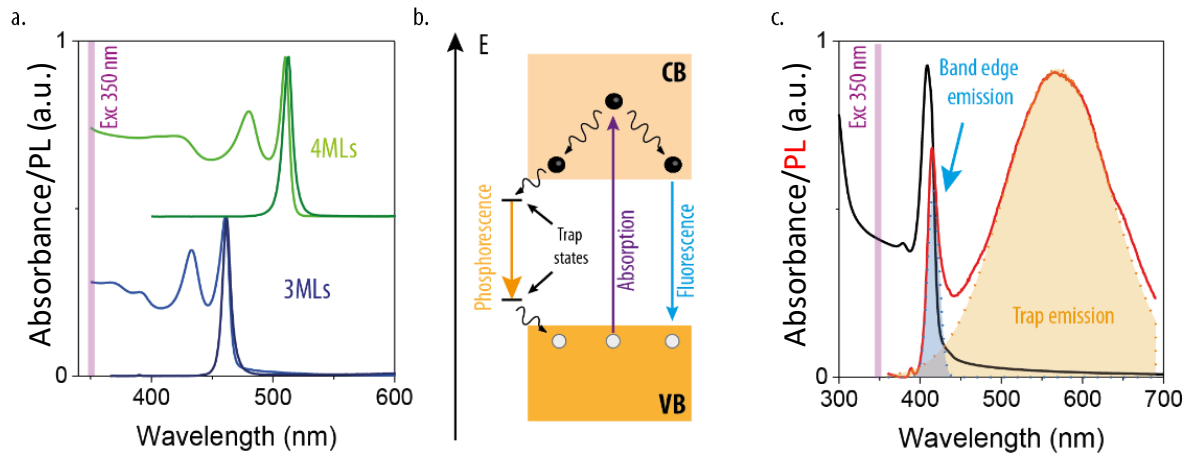 a.
Absorbance/PL (a.u.)
1
0
Exc 350 nm
4MLs
3MLs
400
500
600
Wavelength (nm)
b.
E
CB
Phosphorescence
Trap
states
Absorption
Fluorescence
VB
c.
Absorbance/PL (a.u.)
1
0
Exc 350 nm
Band edge
emission
Trap emission
300
400
500
600
700
Wavelength (nm)